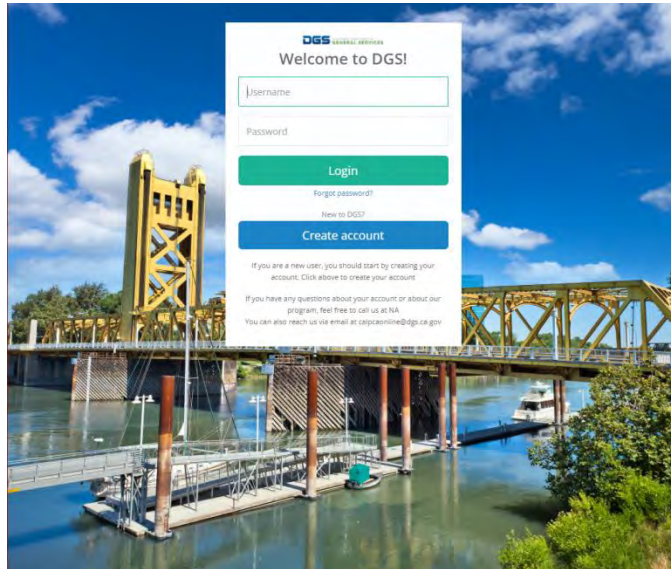 DGS
GENERAL SERVICES
Welcome to DGS!
Username
Password
Login
Forgot password?
New to DGS?
Create account
If you are a new user, you should start by creating your
account. Click above to create your account
If you have any questions about your account or about our
program, feel free to call us at NA
You can also reach us via email at calpcaonline@dgs.ca.gov